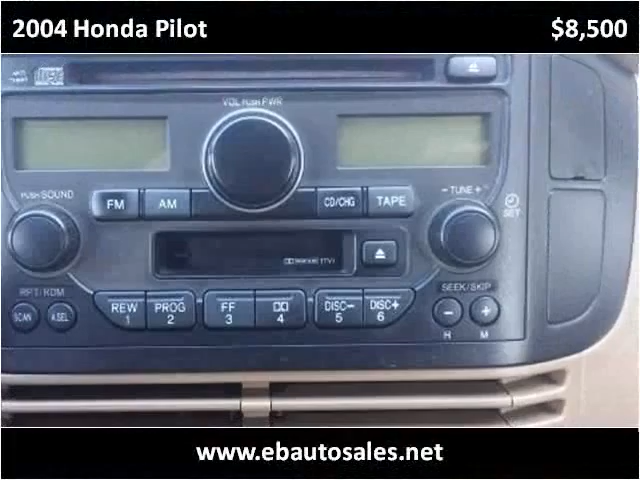 2004 Honda Pilot $8,500
VOL PUSH PWR
PUSH SOUND
FM AM CD/CHG TAPE
- TUNE +
SET
RPT/RDM
SCAN A.SEL
REW 1 PROG 2 FF 3 4 DISC- 5 DISC+ 6
SEEK/SKIP
- +
R M
www.ebautosales.net